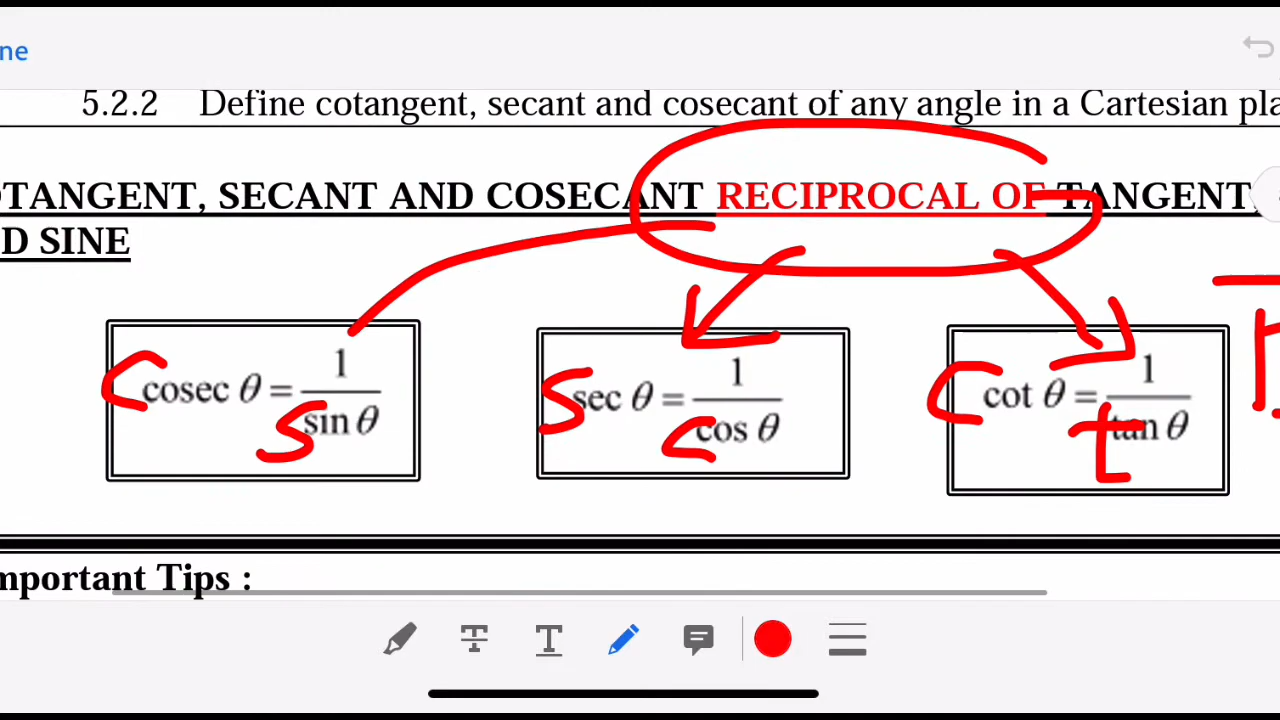 ne
5.2.2 Define cotangent, secant and cosecant of any angle in a Cartesian pla
OTANGENT, SECANT AND COSECANT RECIPROCAL OF TANGENT,
D SINE
cosec θ = 1/sin θ
sec θ = 1/cos θ
cot θ = 1/tan θ
C
S
S
C
C
t
mportant Tips :